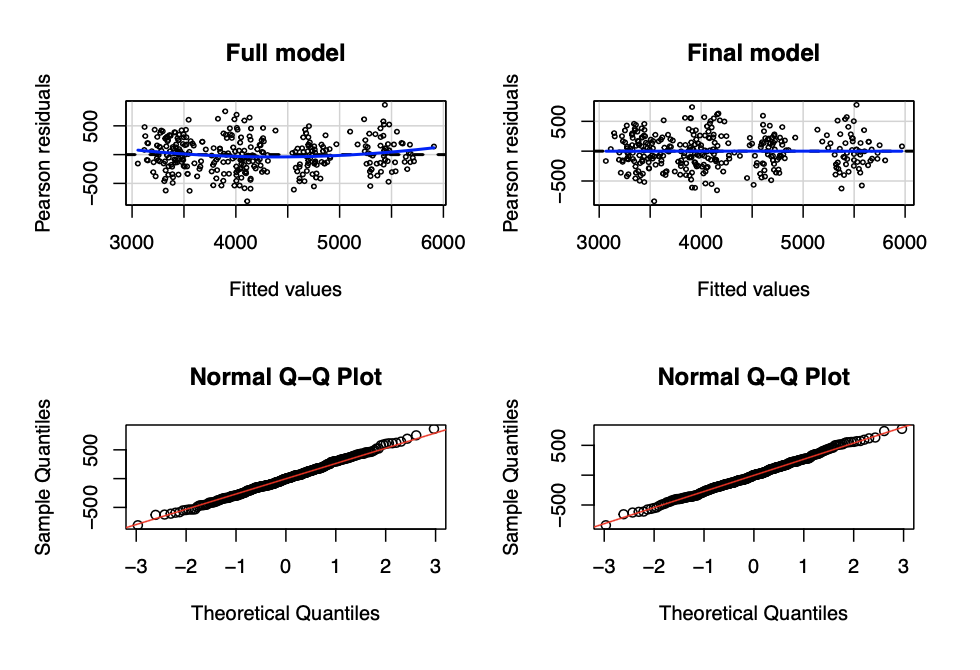 Full model
Pearson residuals
500
−500
3000 4000 5000 6000
Fitted values
Final model
Pearson residuals
500
−500
3000 4000 5000 6000
Fitted values
Normal Q−Q Plot
Sample Quantiles
500
−500
−3 −2 −1 0 1 2 3
Theoretical Quantiles
Normal Q−Q Plot
Sample Quantiles
500
−500
−3 −2 −1 0 1 2 3
Theoretical Quantiles